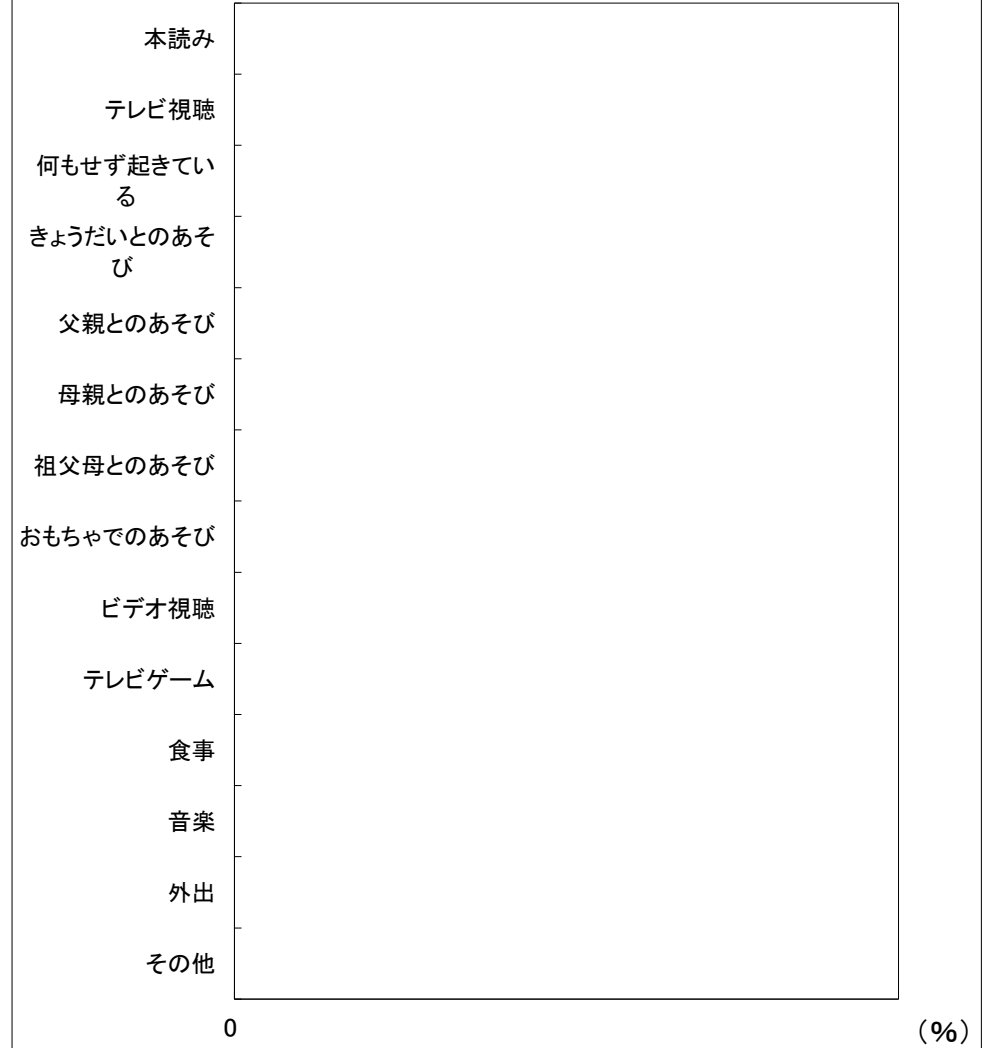 本読み
テレビ視聴
何もせず起きてい
る
きょうだいとのあそ
び
父親とのあそび
母親とのあそび
祖父母とのあそび
おもちゃでのあそび
ビデオ視聴
テレビゲーム
食事
音楽
外出
その他
0
（%）